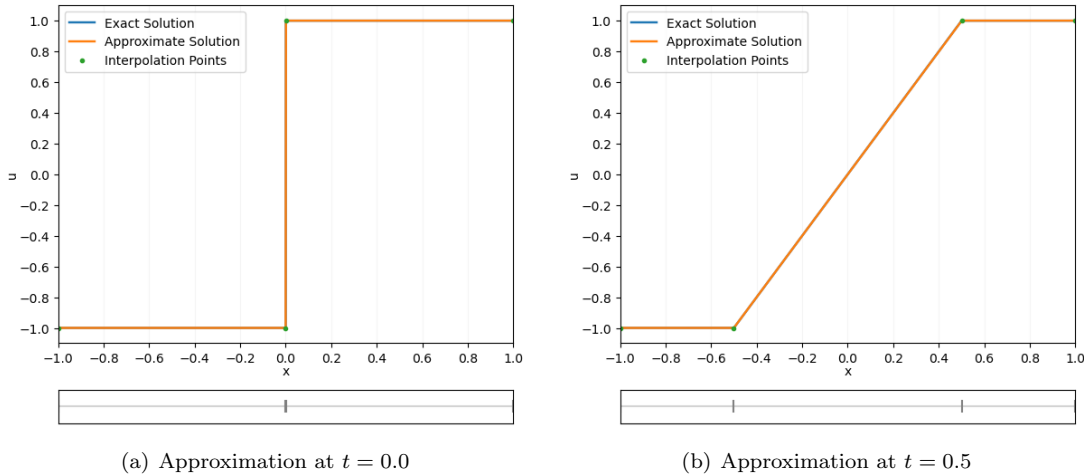 Exact Solution
Approximate Solution
Interpolation Points
1.0
0.8
0.6
0.4
0.2
0.0
−0.2
−0.4
−0.6
−0.8
−1.0
u
−1.0 −0.8 −0.6 −0.4 −0.2 0.0 0.2 0.4 0.6 0.8 1.0
x
(a) Approximation at t = 0.0
Exact Solution
Approximate Solution
Interpolation Points
1.0
0.8
0.6
0.4
0.2
0.0
−0.2
−0.4
−0.6
−0.8
−1.0
u
−1.0 −0.8 −0.6 −0.4 −0.2 0.0 0.2 0.4 0.6 0.8 1.0
x
(b) Approximation at t = 0.5